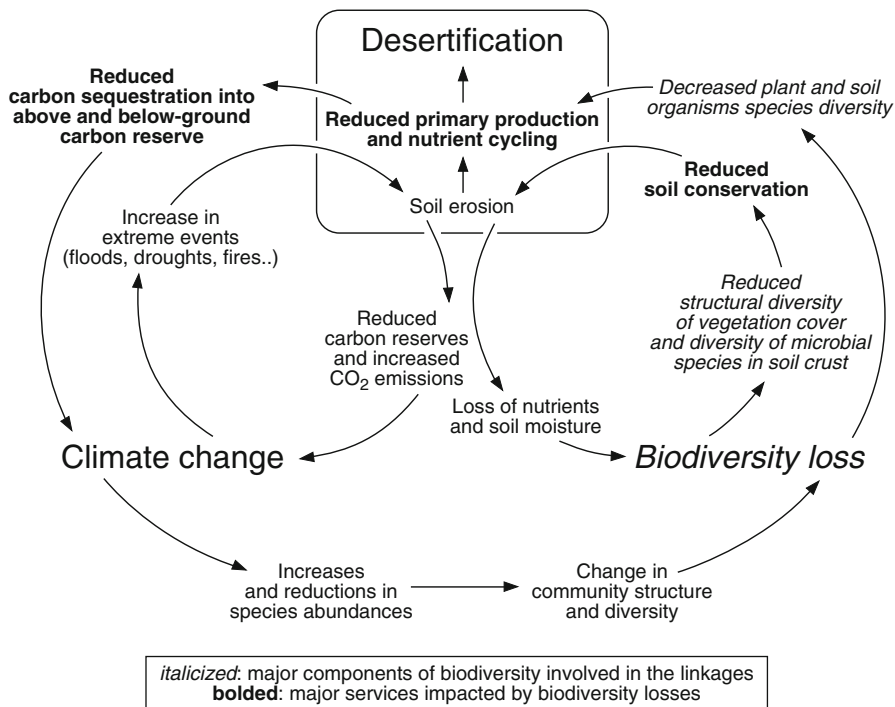 Desertification
Reduced
carbon sequestration into
above and below-ground
carbon reserve
Reduced primary production
and nutrient cycling
Decreased plant and soil
organisms species diversity
Reduced
soil conservation
Soil erosion
Increase in
extreme events
(floods, droughts, fires..)
Reduced
structural diversity
of vegetation cover
and diversity of microbial
species in soil crust
Reduced
carbon reserves
and increased
CO₂ emissions
Loss of nutrients
and soil moisture
Climate change
Biodiversity loss
Increases
and reductions in
species abundances
Change in
community structure
and diversity
italicized: major components of biodiversity involved in the linkages
bolded: major services impacted by biodiversity losses